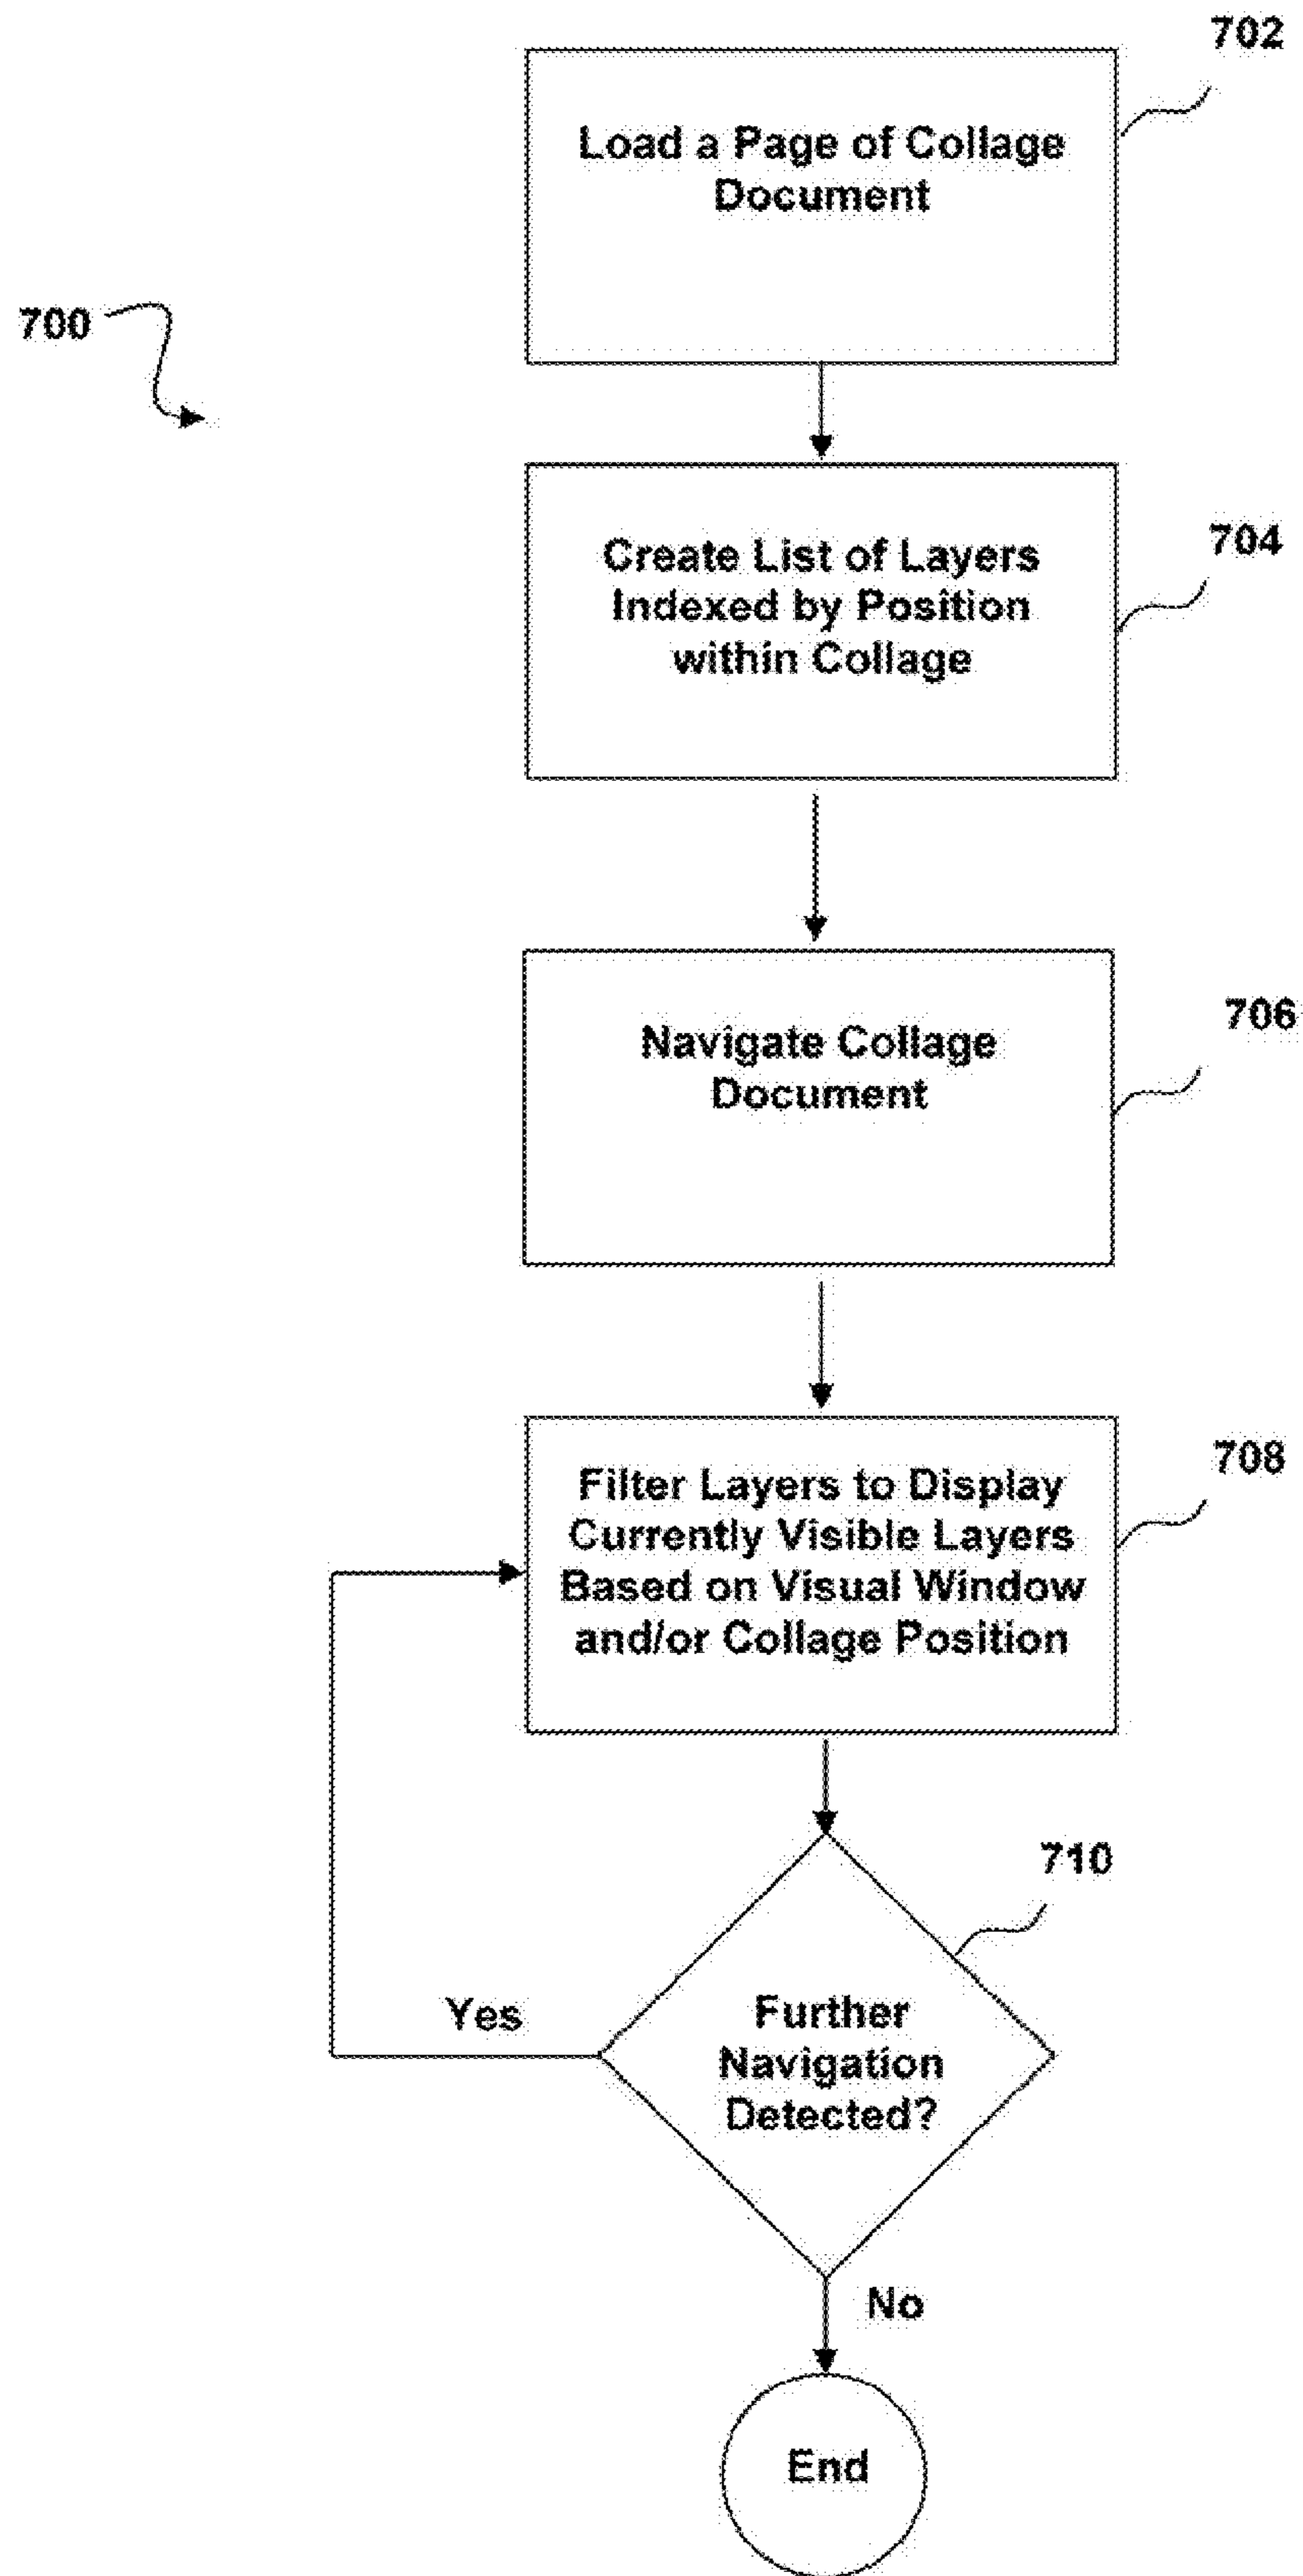 702
Load a Page of Collage
Document
700
704
Create List of Layers
Indexed by Position
within Collage
706
Navigate Collage
Document
708
Filter Layers to Display
Currently Visible Layers
Based on Visual Window
and/or Collage Position
710
Yes
Further
Navigation
Detected?
No
End